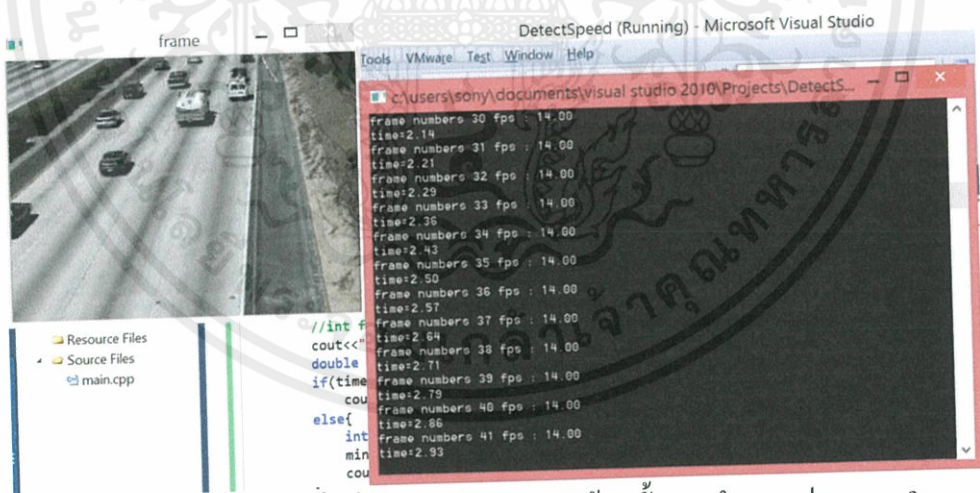 DetectSpeed (Running) - Microsoft Visual Studio
frame
Tools VMware Test Window Help
c:\users\sony\documents\visual studio 2010\Projects\DetectS...
frame numbers 30 fps : 14.00
time=2.14
frame numbers 31 fps : 14.00
time=2.21
frame numbers 32 fps : 14.00
time=2.29
frame numbers 33 fps : 14.00
time=2.36
frame numbers 34 fps : 14.00
time=2.43
frame numbers 35 fps : 14.00
time=2.50
frame numbers 36 fps : 14.00
time=2.57
frame numbers 37 fps : 14.00
time=2.64
frame numbers 38 fps : 14.00
time=2.71
frame numbers 39 fps : 14.00
time=2.79
frame numbers 40 fps : 14.00
time=2.86
frame numbers 41 fps : 14.00
time=2.93
Resource Files
Source Files
main.cpp
//int f
cout<<"
double
if(time
cou
else{
int
min
cou